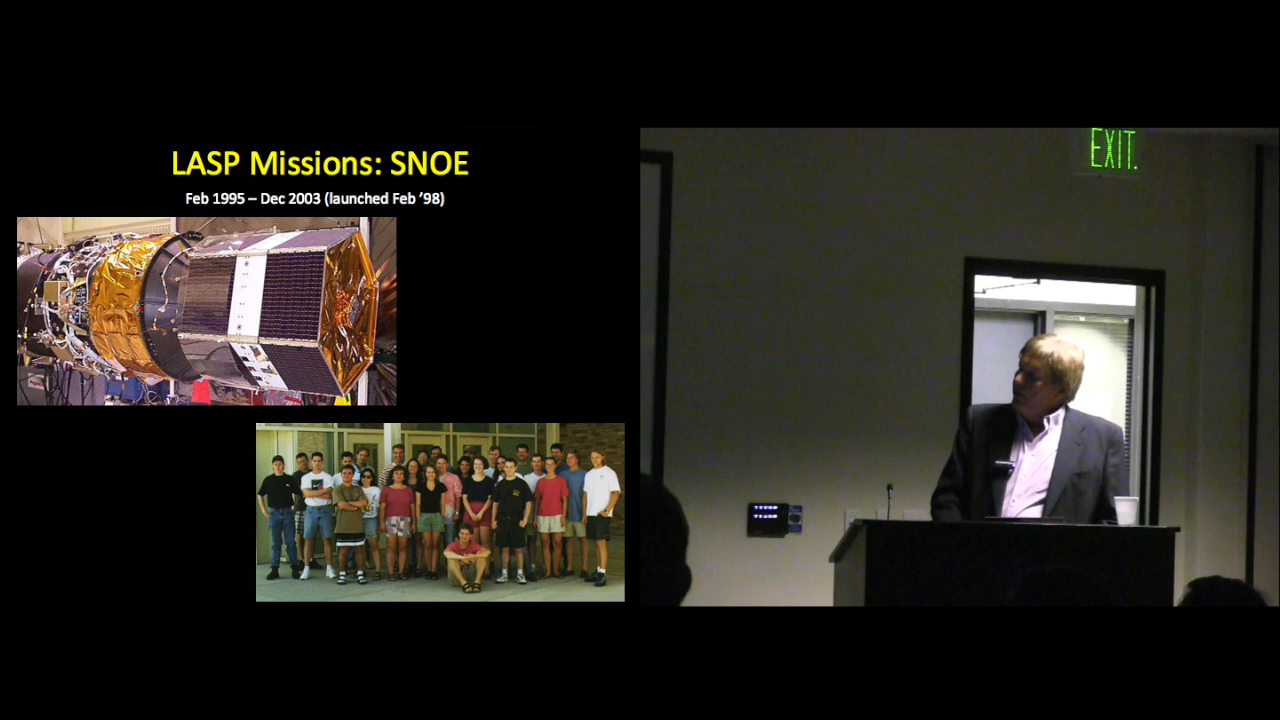 LASP Missions: SNOE
Feb 1995 – Dec 2003 (launched Feb ’98)
EXIT